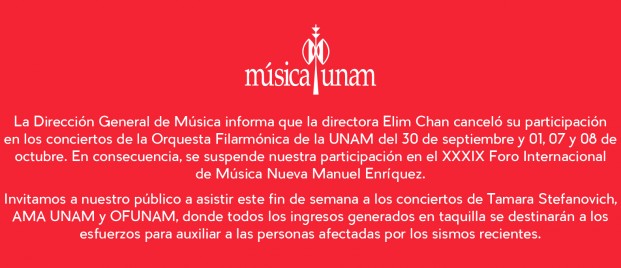 música unam
La Dirección General de Música informa que la directora Elim Chan canceló su participación
en los conciertos de la Orquesta Filarmónica de la UNAM del 30 de septiembre y 01, 07 y 08 de
octubre. En consecuencia, se suspende nuestra participación en el XXXIX Foro Internacional
de Música Nueva Manuel Enríquez.
Invitamos a nuestro público a asistir este fin de semana a los conciertos de Tamara Stefanovich,
AMA UNAM y OFUNAM, donde todos los ingresos generados en taquilla se destinarán a los
esfuerzos para auxiliar a las personas afectadas por los sismos recientes.